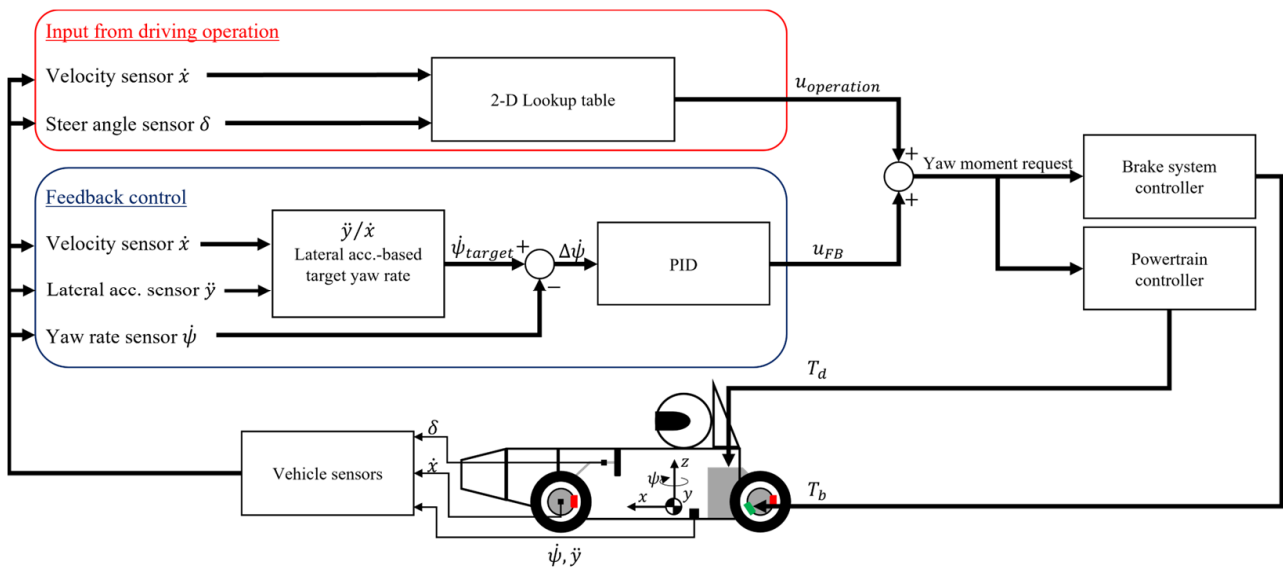 Input from driving operation
Velocity sensor ẋ
Steer angle sensor δ
2-D Lookup table
u_operation
+
+
Yaw moment request
Brake system
controller
Powertrain
controller
Feedback control
Velocity sensor ẋ
Lateral acc. sensor ÿ
Yaw rate sensor ψ̇
ÿ/ẋ
Lateral acc.-based
target yaw rate
ψ̇_target
+
−
Δψ̇
PID
u_FB
T_d
T_b
Vehicle sensors
δ
ẋ
ψ̇, ÿ
ψ
z
x
y